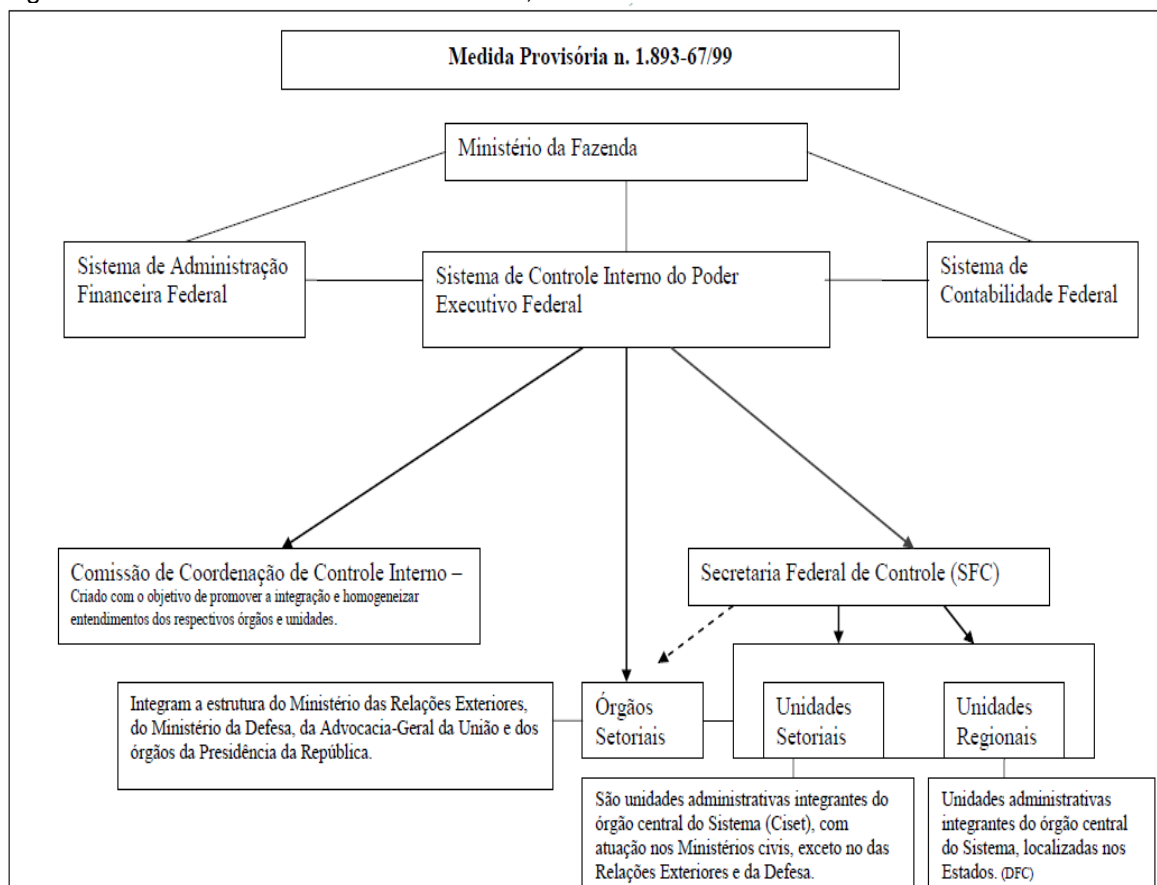 Medida Provisória n. 1.893-67/99
Ministério da Fazenda
Sistema de Administração
Financeira Federal
Sistema de Controle Interno do Poder
Executivo Federal
Sistema de
Contabilidade Federal
Comissão de Coordenação de Controle Interno –
Criado com o objetivo de promover a integração e homogeneizar
entendimentos dos respectivos órgãos e unidades.
Secretaria Federal de Controle (SFC)
Integram a estrutura do Ministério das Relações Exteriores,
do Ministério da Defesa, da Advocacia-Geral da União e dos
órgãos da Presidência da República.
Órgãos
Setoriais
Unidades
Setoriais
Unidades
Regionais
São unidades administrativas integrantes do
órgão central do Sistema (Ciset), com
atuação nos Ministérios civis, exceto no das
Relações Exteriores e da Defesa.
Unidades administrativas
integrantes do órgão central
do Sistema, localizadas nos
Estados. (DFC)